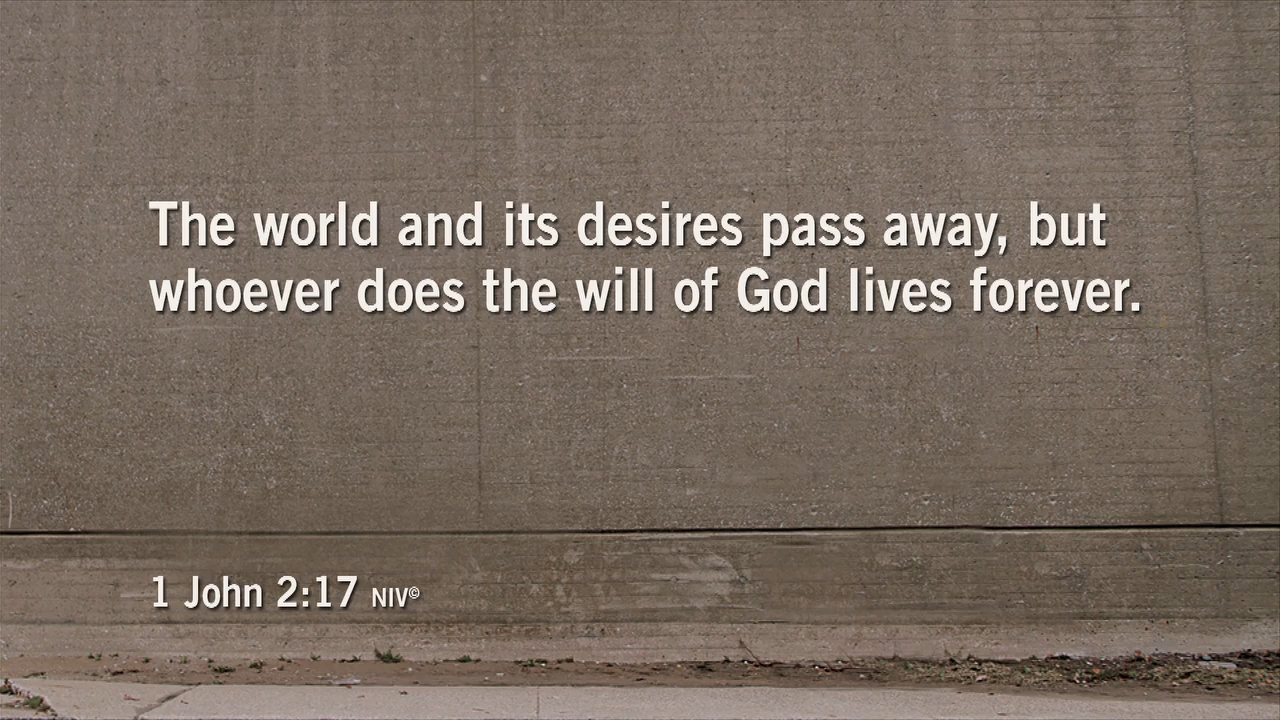 The world and its desires pass away, but
whoever does the will of God lives forever.
1 John 2:17 NIV©